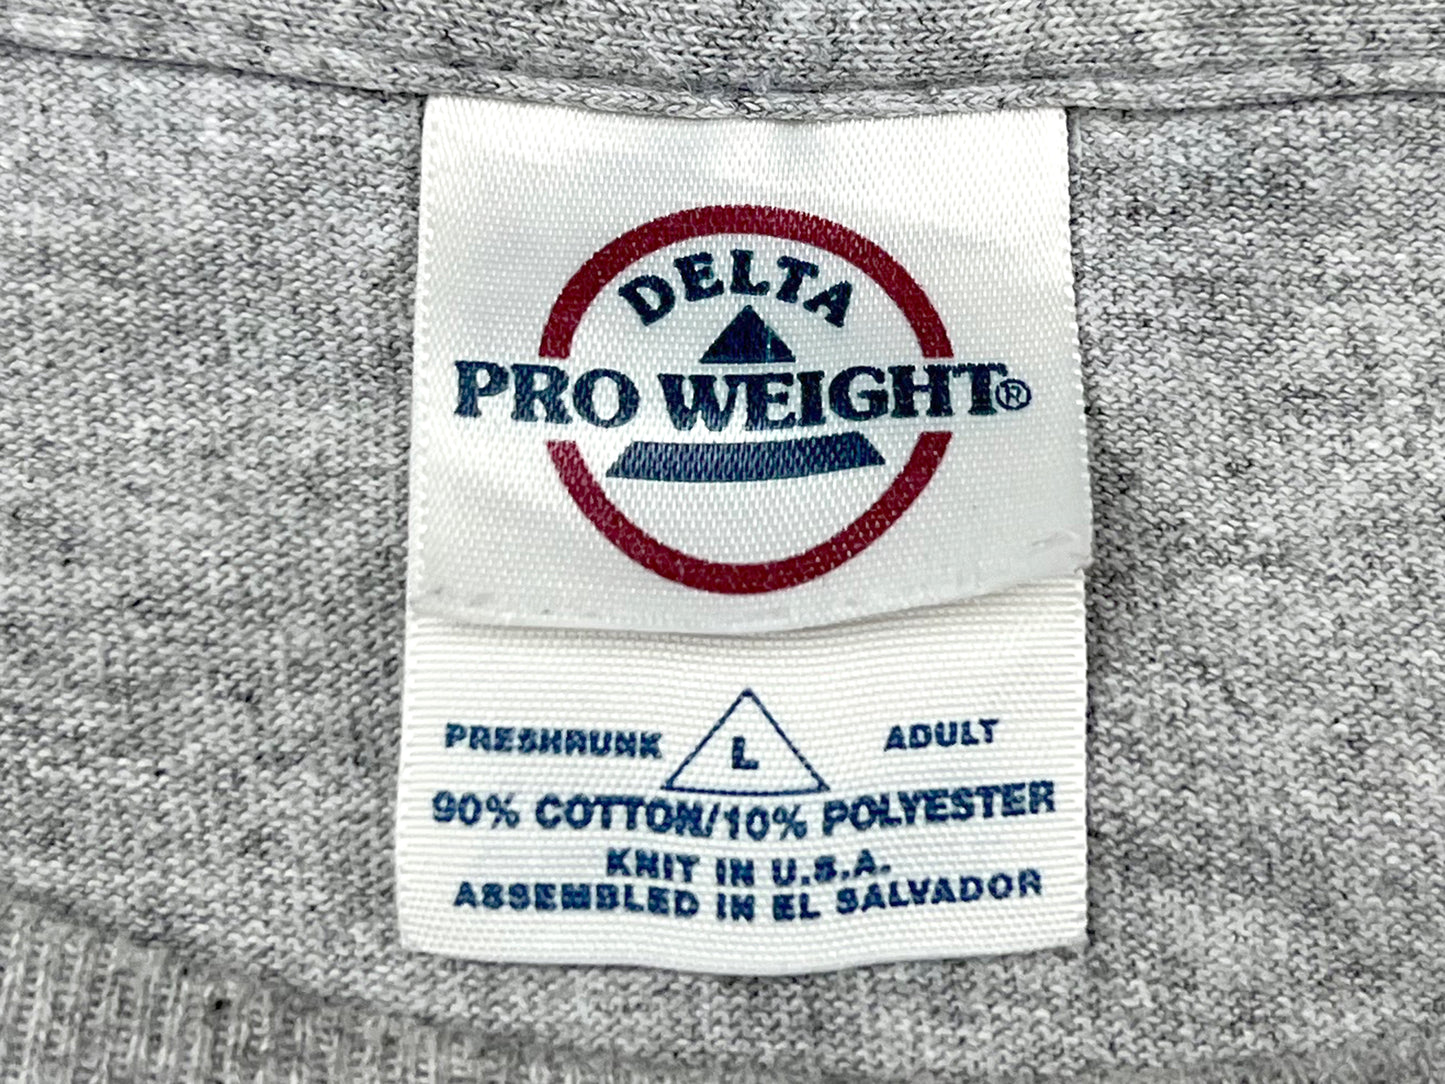 DELTA
PRO WEIGHT®
PRESHRUNK L ADULT
90% COTTON/10% POLYESTER
KNIT IN U.S.A.
ASSEMBLED IN EL SALVADOR